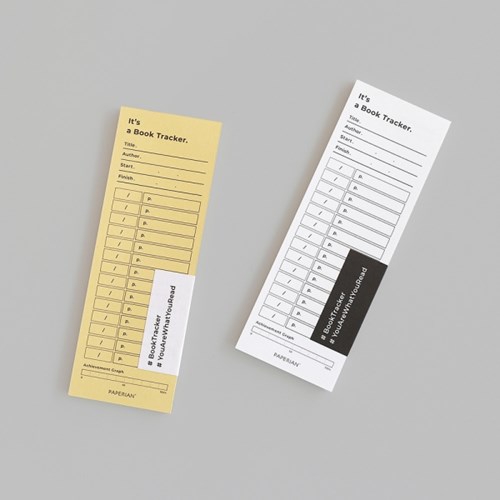 It's
a Book Tracker.
Title.
Author.
Start.
Finish.
/ p.
/ p.
/ p.
/ p.
/ p.
/ p.
/ p.
/ p.
/ p.
/ p.
/ p.
/ p.
/ p.
# BookTracker
# YouAreWhatYouRead
Achievement Graph.
PAPERIAN
It's
a Book Tracker.
Title.
Author.
Start.
Finish.
/ p.
/ p.
/ p.
/ p.
/ p.
/ p.
/ p.
/ p.
/ p.
/ p.
/ p.
/ p.
/ p.
# BookTracker
# YouAreWhatYouRead
Achievement Graph.
PAPERIAN